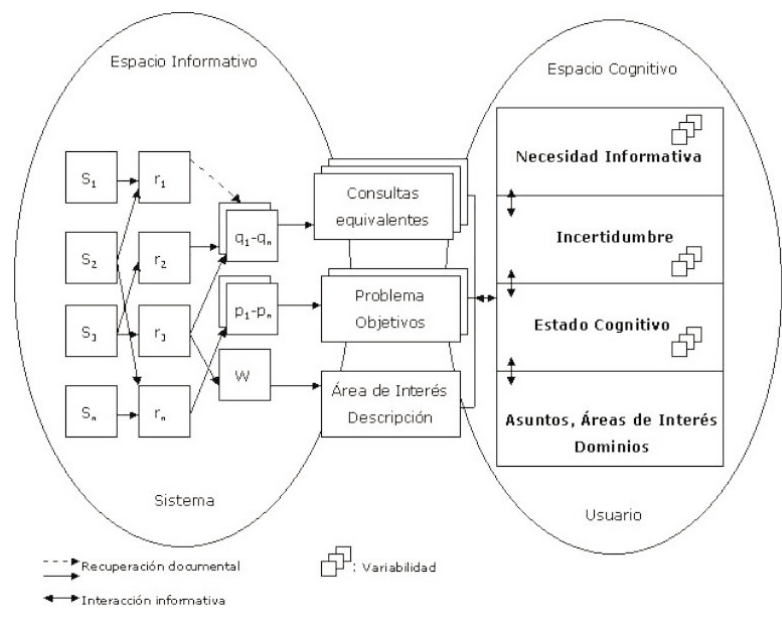 Espacio Informativo
Espacio Cognitivo
S1
r1
S2
r2
S3
r3
Sn
rn
q1-qn
p1-pn
W
Consultas
equivalentes
Problema
Objetivos
Área de Interés
Descripción
Necesidad Informativa
Incertidumbre
Estado Cognitivo
Asuntos, Áreas de Interés
Dominios
Sistema
Usuario
Recuperación documental
: Variabilidad
Interacción informativa